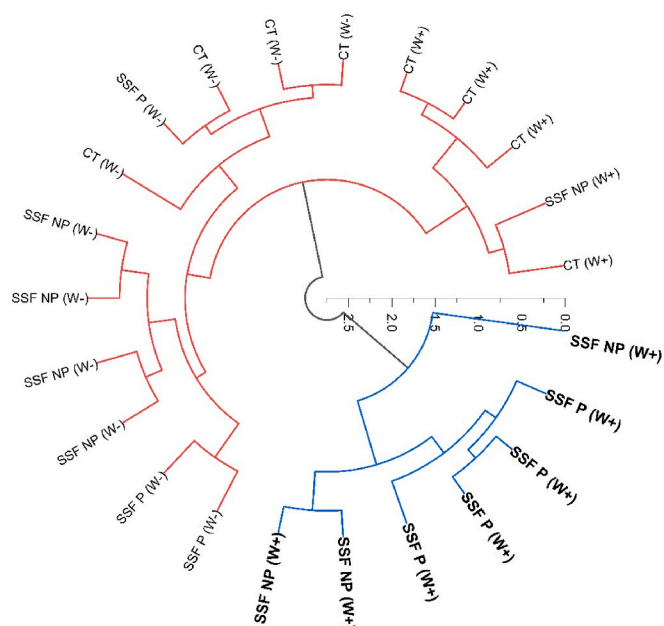 CT (W-)
CT (W-)
CT (W+)
CT (W+)
CT (W+)
SSF NP (W+)
CT (W+)
0.0
0.5
1.0
1.5
2.0
2.5
SSF NP (W+)
SSF P (W+)
SSF P (W+)
SSF P (W+)
SSF P (W+)
SSF NP (W+)
SSF NP (W+)
SSF P (W-)
SSF P (W-)
SSF NP (W-)
SSF NP (W-)
SSF NP (W-)
SSF NP (W-)
CT (W-)
SSF P (W-)
CT (W-)